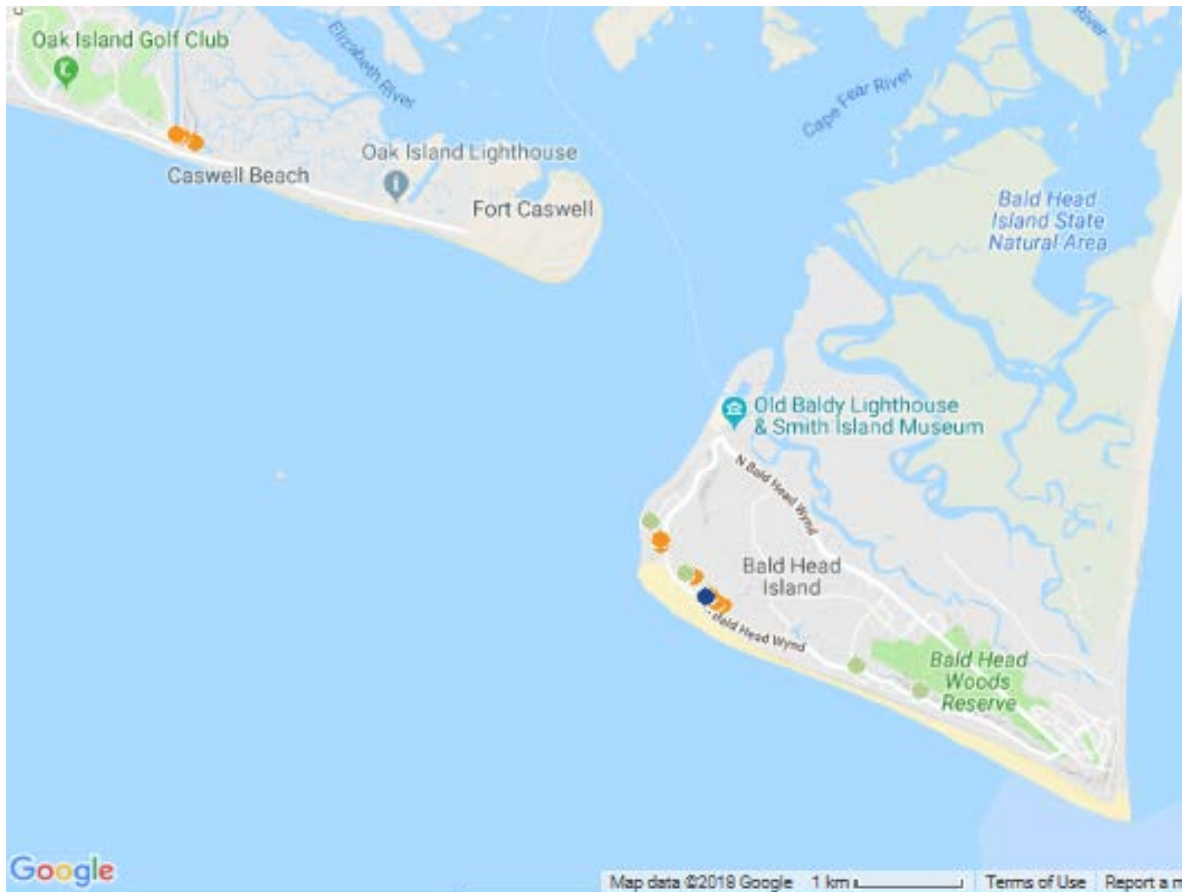 Oak Island Golf Club
Elizabeth River
River
Cape Fear River
Oak Island Lighthouse
Caswell Beach
Fort Caswell
Bald Head
Island State
Natural Area
Old Baldy Lighthouse
& Smith Island Museum
N Bald Head Wynd
Bald Head
Island
Bald Head Wynd
Bald Head
Woods
Reserve
Google
Map data ©2018 Google
1 km
Terms of Use
Report a m